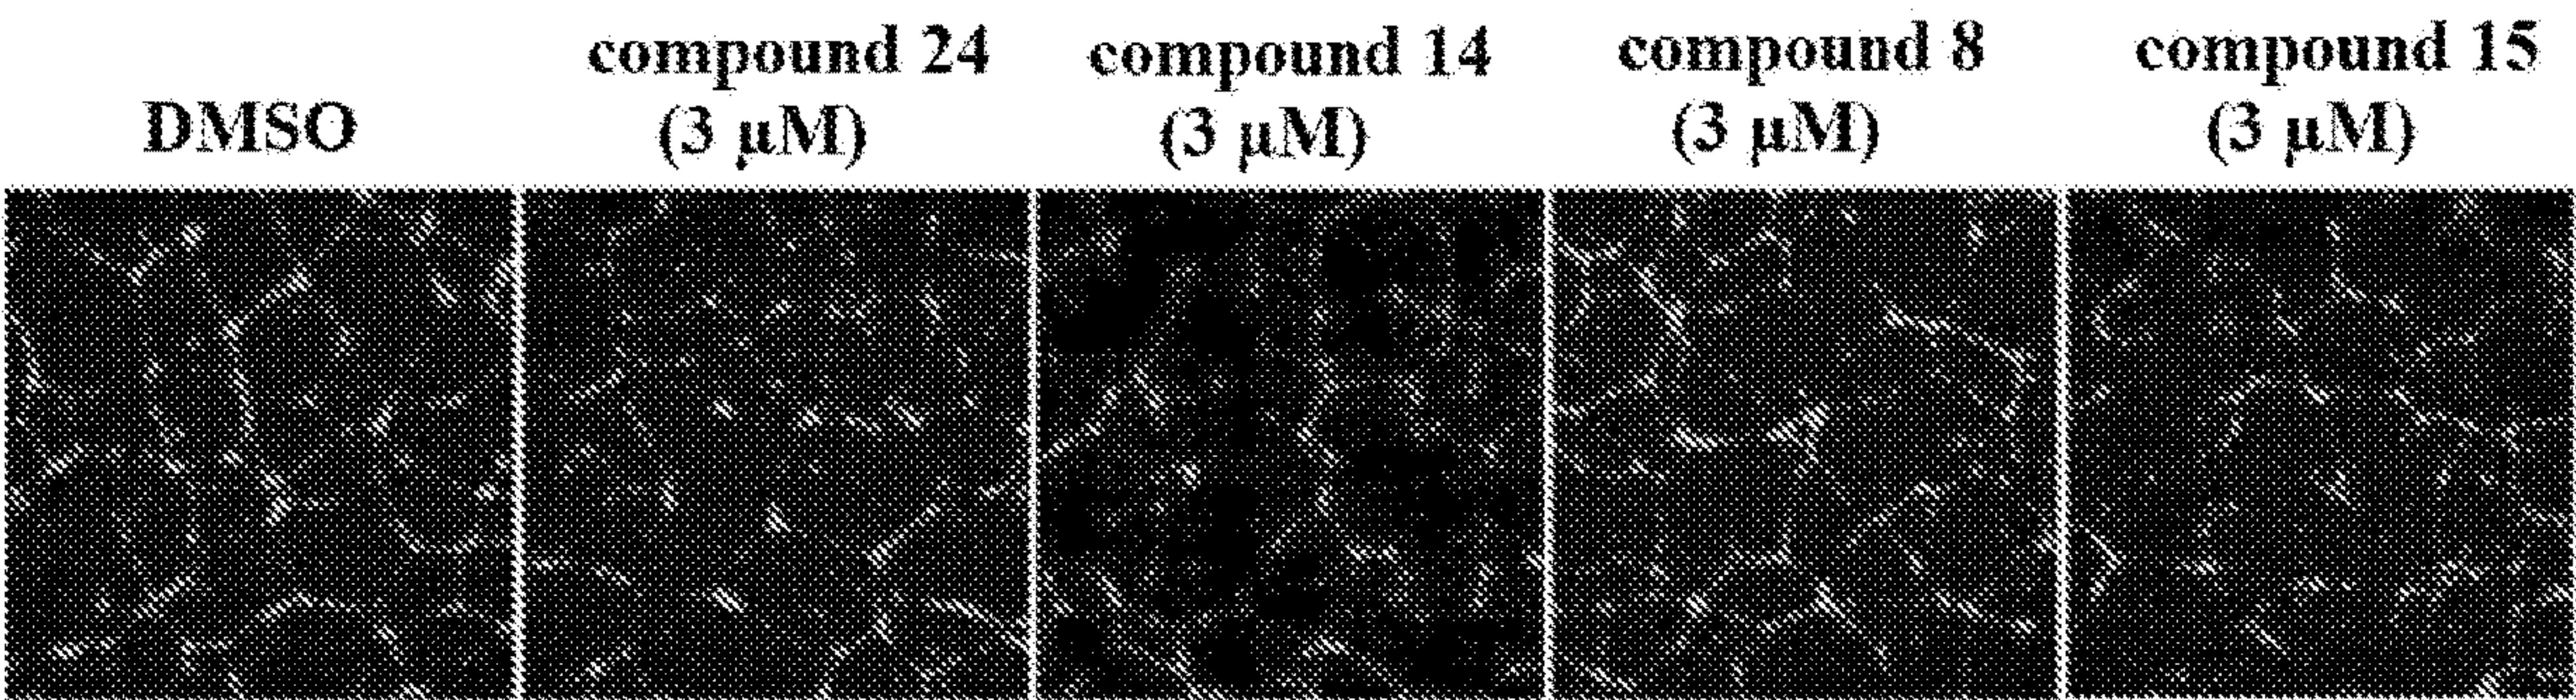 DMSO
compound 24
(3 μM)
compound 14
(3 μM)
compound 8
(3 μM)
compound 15
(3 μM)